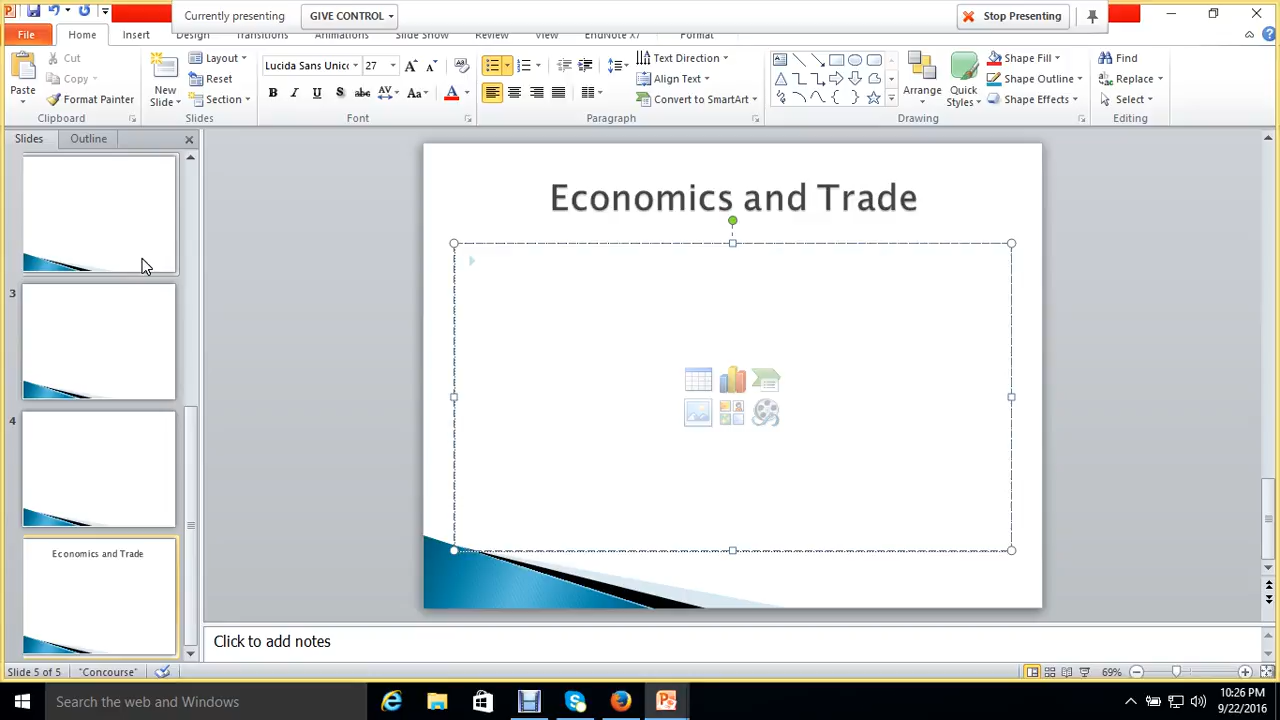 Currently presenting
GIVE CONTROL
Stop Presenting
File
Home
Insert
Design
Transitions
Animations
Slide Show
Review
View
EndNote X7
Format
Cut
Copy
Format Painter
Paste
Clipboard
New
Slide
Layout
Reset
Section
Slides
Lucida Sans Unicc
27
B I U S abc AV Aa A
Font
Text Direction
Align Text
Convert to SmartArt
Paragraph
Arrange
Quick
Styles
Shape Fill
Shape Outline
Shape Effects
Drawing
Find
Replace
Select
Editing
Slides
Outline
3
4
Economics and Trade
Economics and Trade
Click to add notes
Slide 5 of 5
"Concourse"
69%
Search the web and Windows
10:26 PM
9/22/2016